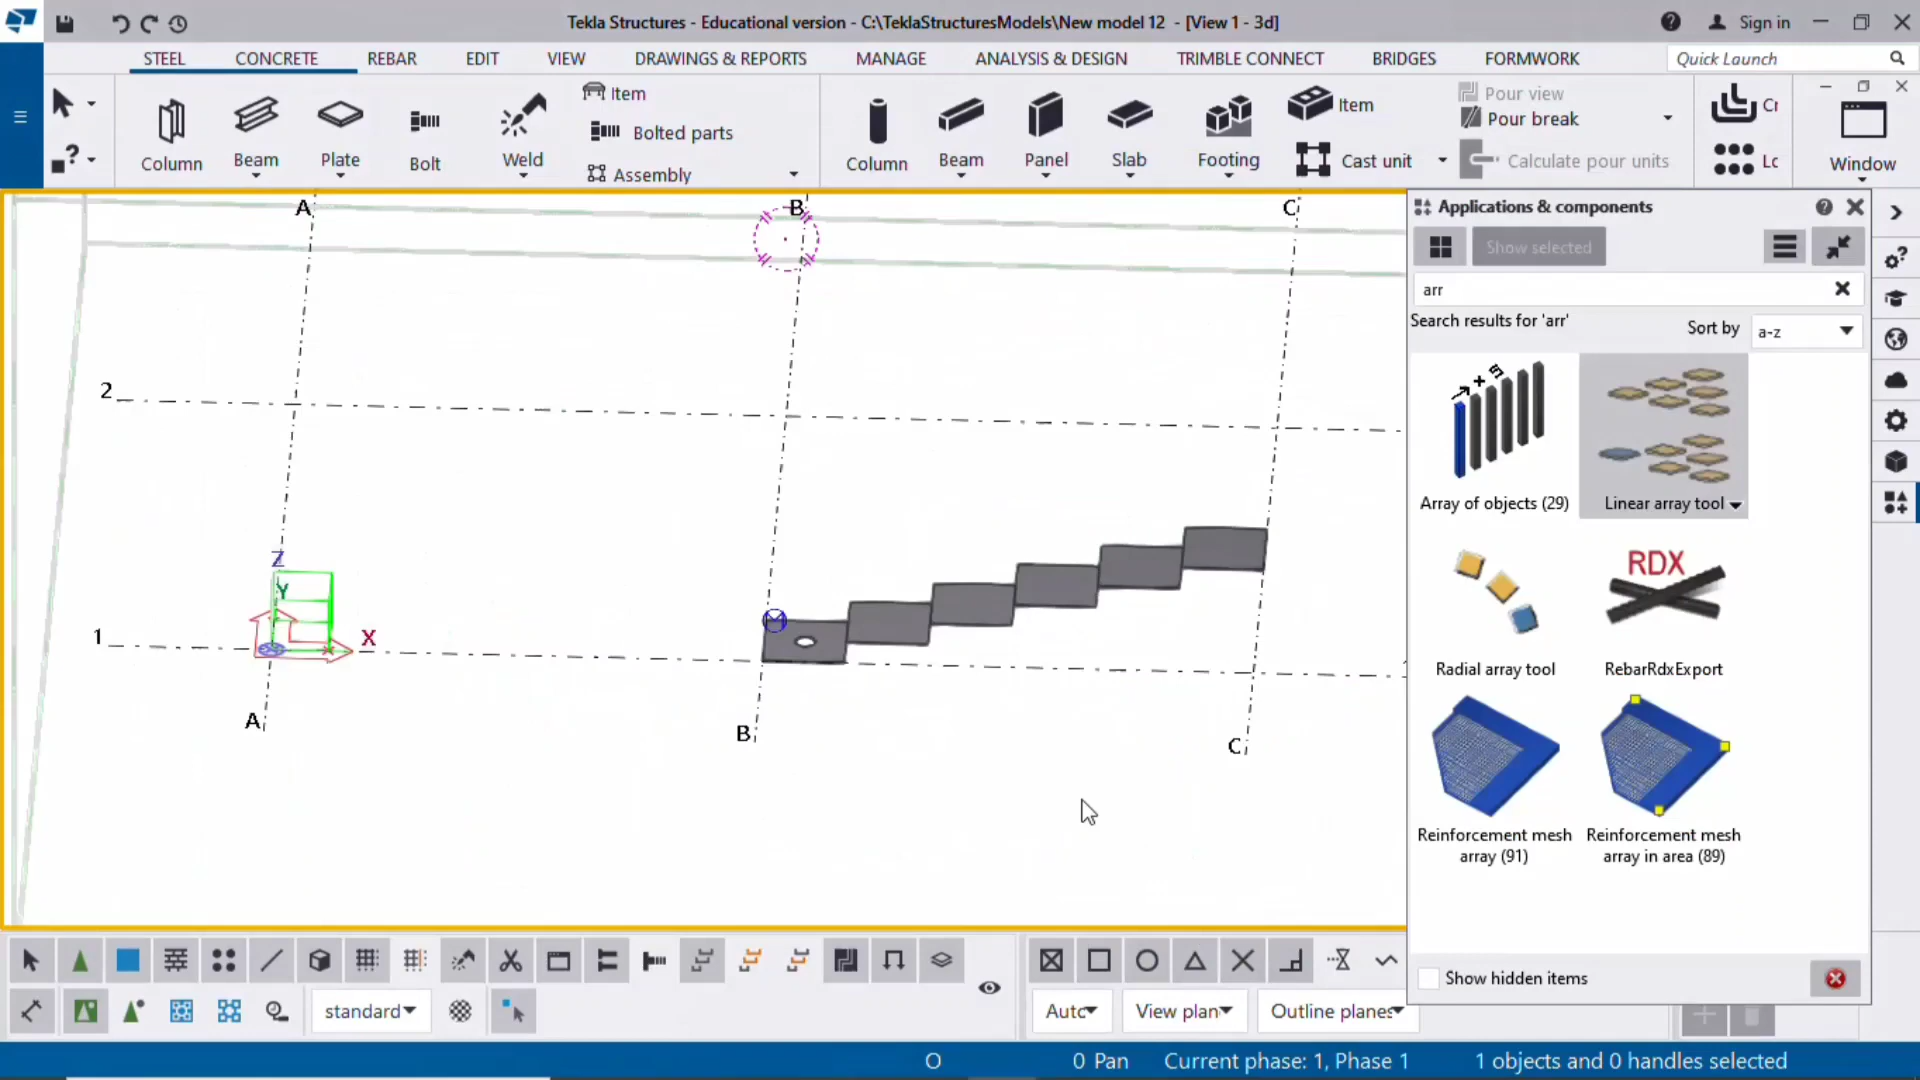 Tekla Structures - Educational version - C:\TeklaStructuresModels\New model 12 - [View 1 - 3d]
Sign in
STEEL CONCRETE REBAR EDIT VIEW DRAWINGS & REPORTS MANAGE ANALYSIS & DESIGN TRIMBLE CONNECT BRIDGES FORMWORK
Quick Launch
Column
Beam
Plate
Bolt
Weld
Item
Bolted parts
Assembly
Column
Beam
Panel
Slab
Footing
Item
Cast unit
Pour view
Pour break
Calculate pour units
Cr
Lc
Window
A B C
2
Z
Y
X
1
A B C
Applications & components
Show selected
arr
Search results for 'arr'
Sort by
a-z
Array of objects (29)
Linear array tool
RDX
Radial array tool
RebarRdxExport
Reinforcement mesh
array (91)
Reinforcement mesh
array in area (89)
Show hidden items
standard
Auto
View plan
Outline planes
O
0 Pan
Current phase: 1, Phase 1
1 objects and 0 handles selected